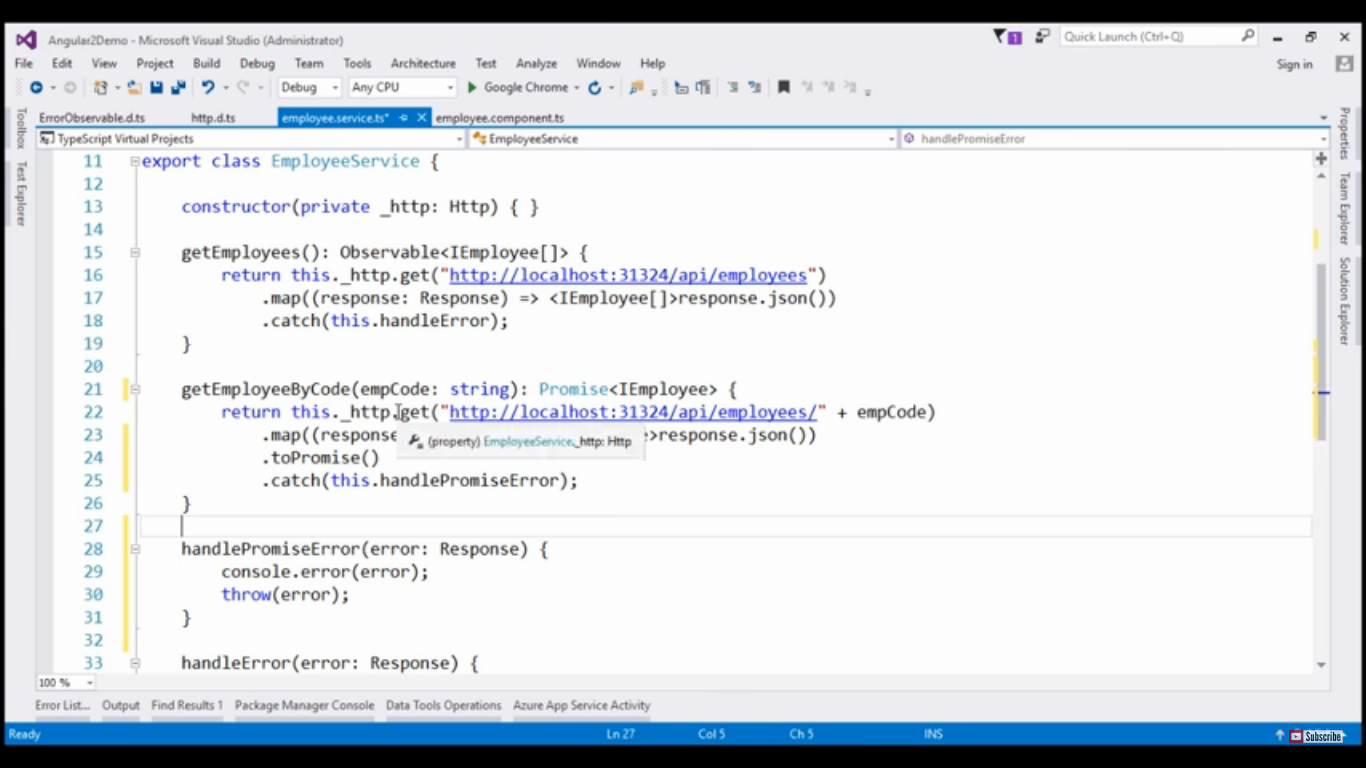 Angular2Demo - Microsoft Visual Studio (Administrator)
1
Quick Launch (Ctrl+Q)
File Edit View Project Build Debug Team Tools Architecture Test Analyze Window Help
Sign in
Debug Any CPU Google Chrome
ErrorObservable.d.ts http.d.ts employee.service.ts* employee.component.ts
TypeScript Virtual Projects EmployeeService handlePromiseError
Toolbox
Test Explorer
Properties
Team Explorer
Solution Explorer
11 export class EmployeeService {
12
13 constructor(private _http: Http) { }
14
15 getEmployees(): Observable<IEmployee[]> {
16 return this._http.get("http://localhost:31324/api/employees")
17 .map((response: Response) => <IEmployee[]>response.json())
18 .catch(this.handleError);
19 }
20
21 getEmployeeByCode(empCode: string): Promise<IEmployee> {
22 return this._http.get("http://localhost:31324/api/employees/" + empCode)
23 .map((response >response.json())
(property) EmployeeService._http: Http
24 .toPromise()
25 .catch(this.handlePromiseError);
26 }
27
28 handlePromiseError(error: Response) {
29 console.error(error);
30 throw(error);
31 }
32
33 handleError(error: Response) {
100 %
Error List... Output Find Results 1 Package Manager Console Data Tools Operations Azure App Service Activity
Ready Ln 27 Col 5 Ch 5 INS Subscribe